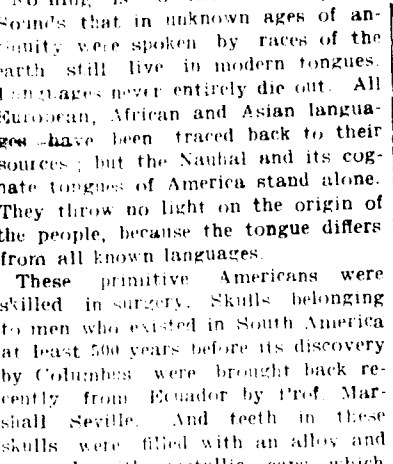 Sounds that in unknown ages of an-
tiquity were spoken by races of the
earth still live in modern tongues.
Languages never entirely die out. All
European, African and Asian langua-
ges have been traced back to their
sources; but the Nauhal and its cog-
nate tongues of America stand alone.
They throw no light on the origin of
the people, because the tongue differs
from all known languages.
These primitive Americans were
skilled in surgery. Skulls belonging
to men who existed in South America
at least 500 years before its discovery
by Columbus were brought back re-
cently from Ecuador by Prof. Mar-
shall Seville. And teeth in these
skulls were filled with an alloy and